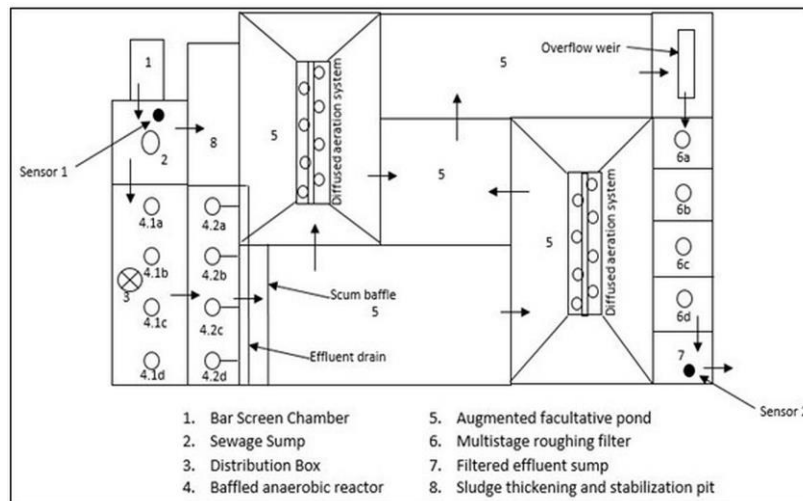 Overflow weir
1
5
8
5
Diffused aeration system
Sensor 1
2
6a
5
6b
4.1a
4.2a
5
Diffused aeration system
4.1b
4.2b
6c
3
Scum baffle
4.1c
4.2c
5
6d
Effluent drain
7
4.1d
4.2d
Sensor 2
1. Bar Screen Chamber
2. Sewage Sump
3. Distribution Box
4. Baffled anaerobic reactor
5. Augmented facultative pond
6. Multistage roughing filter
7. Filtered effluent sump
8. Sludge thickening and stabilization pit